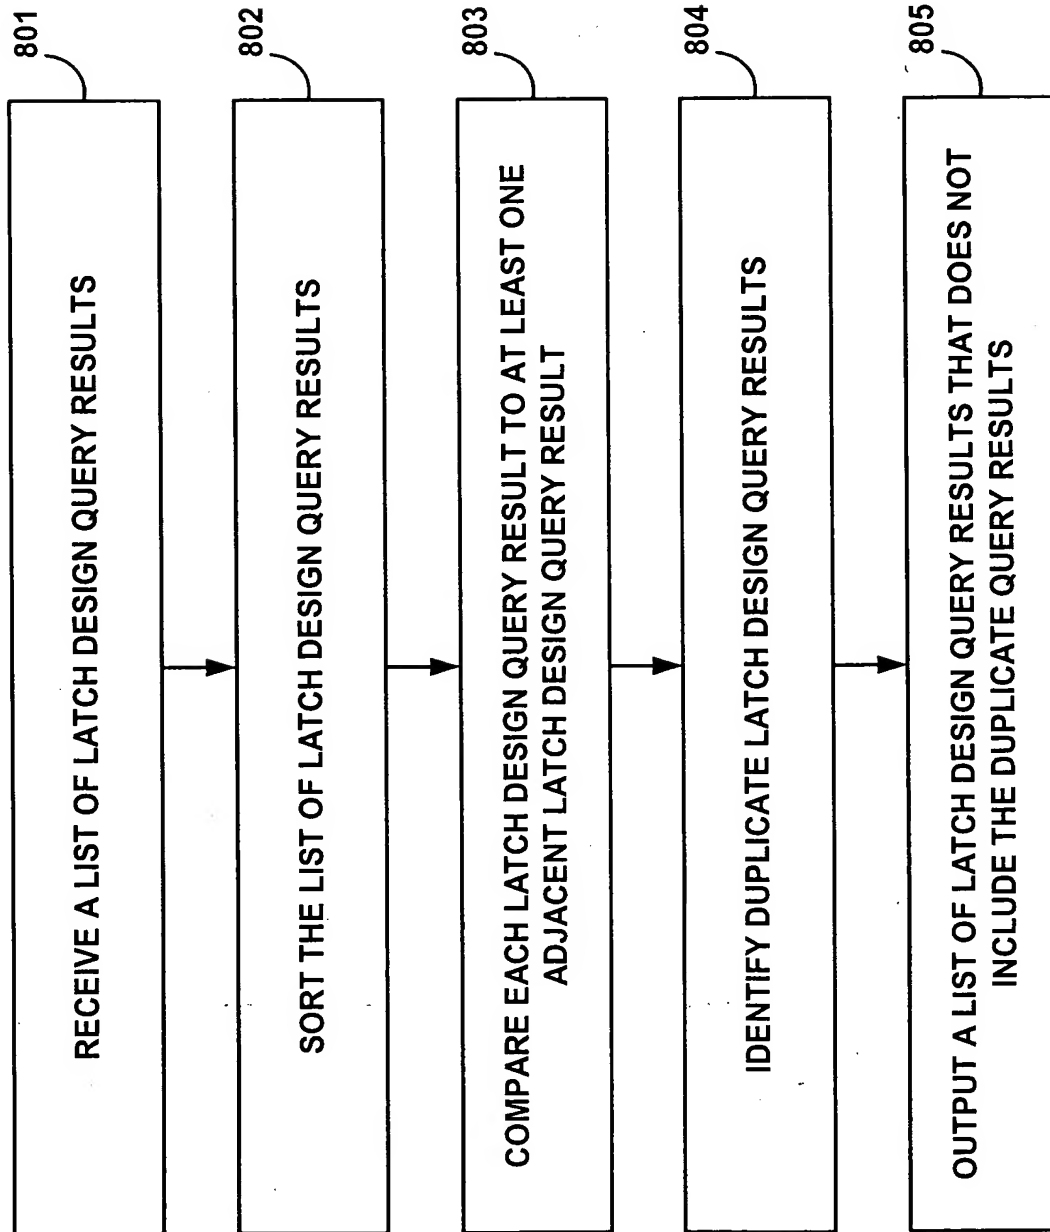 801
RECEIVE A LIST OF LATCH DESIGN QUERY RESULTS
802
SORT THE LIST OF LATCH DESIGN QUERY RESULTS
803
COMPARE EACH LATCH DESIGN QUERY RESULT TO AT LEAST ONE
ADJACENT LATCH DESIGN QUERY RESULT
804
IDENTIFY DUPLICATE LATCH DESIGN QUERY RESULTS
805
OUTPUT A LIST OF LATCH DESIGN QUERY RESULTS THAT DOES NOT
INCLUDE THE DUPLICATE QUERY RESULTS